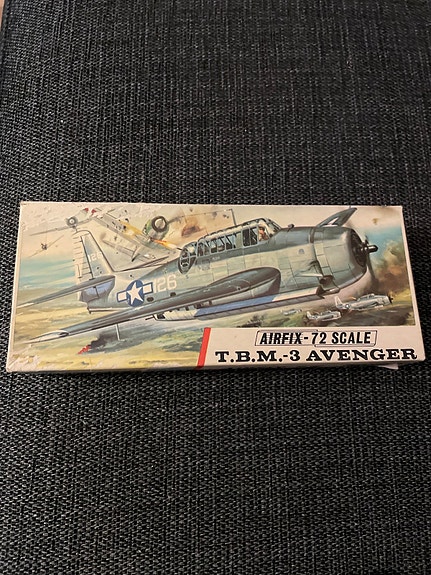 126
AIRFIX-72 SCALE
T.B.M.-3 AVENGER